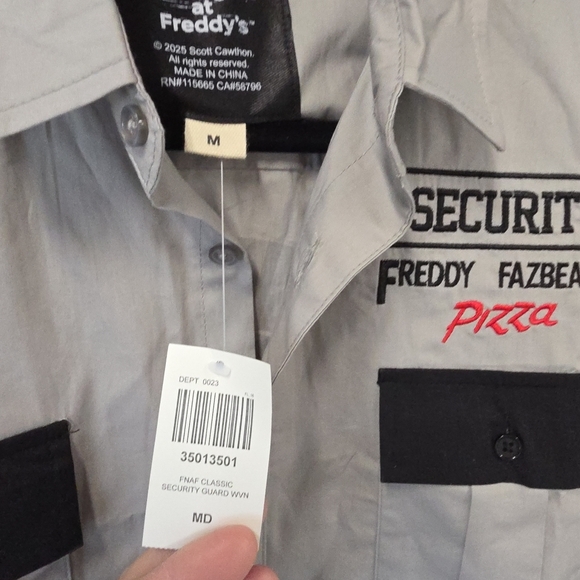 at
Freddy's™
© 2025 Scott Cawthon.
All rights reserved.
MADE IN CHINA
RN#115665 CA#58796
M
SECURIT
FREDDY FAZBEA
Pizza
DEPT 0023
35013501
FNAF CLASSIC
SECURITY GUARD WVN
MD